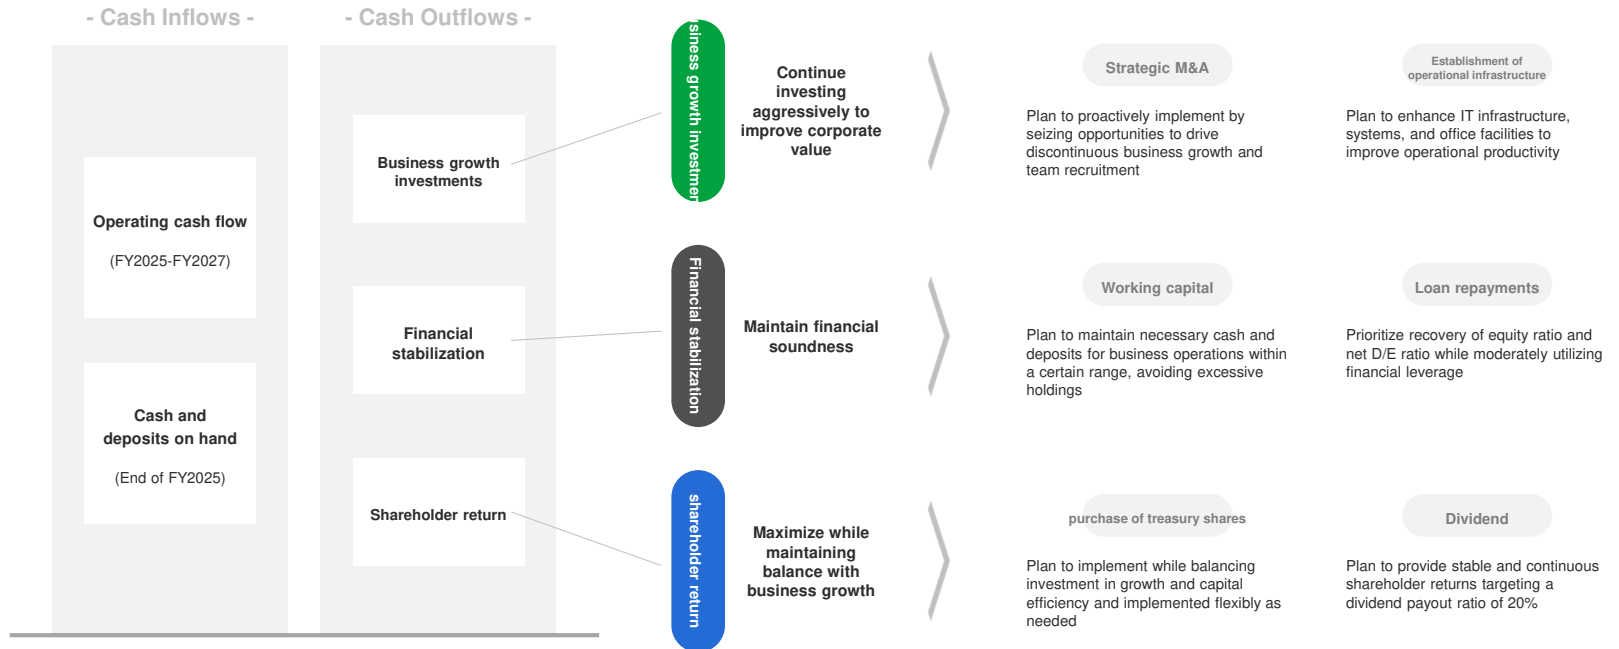 - Cash Inflows -
- Cash Outflows -
Operating cash flow
(FY2025-FY2027)
Cash and
deposits on hand
(End of FY2025)
Business growth
investments
Financial
stabilization
Shareholder return
growth
Continue
investing
aggressively to
improve corporate
value
Strategic M&A
Plan to proactively implement by
seizing opportunities to drive
discontinuous business growth and
team recruitment
Establishment of
operational infrastructure
Plan to enhance IT infrastructure,
systems, and office facilities to
improve operational productivity
Financial stabilization
Maintain financial
soundness
Working capital
Plan to maintain necessary cash and
deposits for business operations within
a certain range, avoiding excessive
holdings
Loan repayments
Prioritize recovery of equity ratio and
net D/E ratio while moderately utilizing
financial leverage
shareholder return
Maximize while
maintaining
balance with
business growth
purchase of treasury shares
Plan to implement while balancing
investment in growth and capital
efficiency and implemented flexibly as
needed
Dividend
Plan to provide stable and continuous
shareholder returns targeting a
dividend payout ratio of 20%